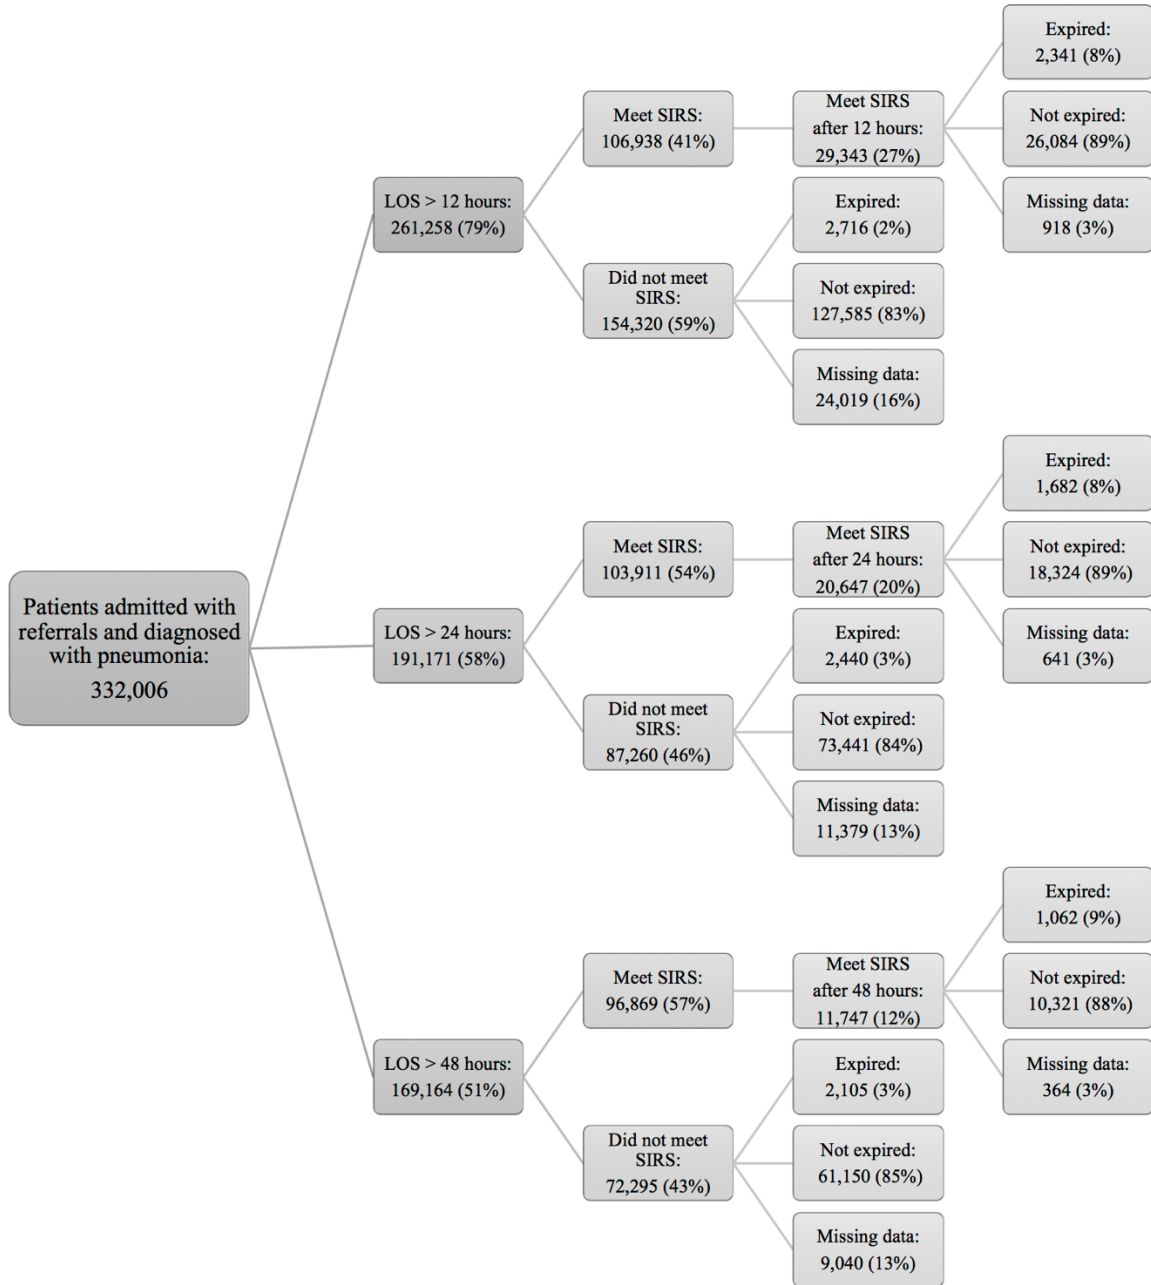 Patients admitted with
referrals and diagnosed
with pneumonia:
332,006
LOS > 12 hours:
261,258 (79%)
Meet SIRS:
106,938 (41%)
Meet SIRS
after 12 hours:
29,343 (27%)
Expired:
2,341 (8%)
Not expired:
26,084 (89%)
Missing data:
918 (3%)
Did not meet
SIRS:
154,320 (59%)
Expired:
2,716 (2%)
Not expired:
127,585 (83%)
Missing data:
24,019 (16%)
LOS > 24 hours:
191,171 (58%)
Meet SIRS:
103,911 (54%)
Meet SIRS
after 24 hours:
20,647 (20%)
Expired:
1,682 (8%)
Not expired:
18,324 (89%)
Missing data:
641 (3%)
Did not meet
SIRS:
87,260 (46%)
Expired:
2,440 (3%)
Not expired:
73,441 (84%)
Missing data:
11,379 (13%)
LOS > 48 hours:
169,164 (51%)
Meet SIRS:
96,869 (57%)
Meet SIRS
after 48 hours:
11,747 (12%)
Expired:
1,062 (9%)
Not expired:
10,321 (88%)
Missing data:
364 (3%)
Did not meet
SIRS:
72,295 (43%)
Expired:
2,105 (3%)
Not expired:
61,150 (85%)
Missing data:
9,040 (13%)